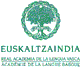 EUSKALTZAINDIA
REAL ACADEMIA DE LA LENGUA VASCA
ACADÉMIE DE LA LANGUE BASQUE